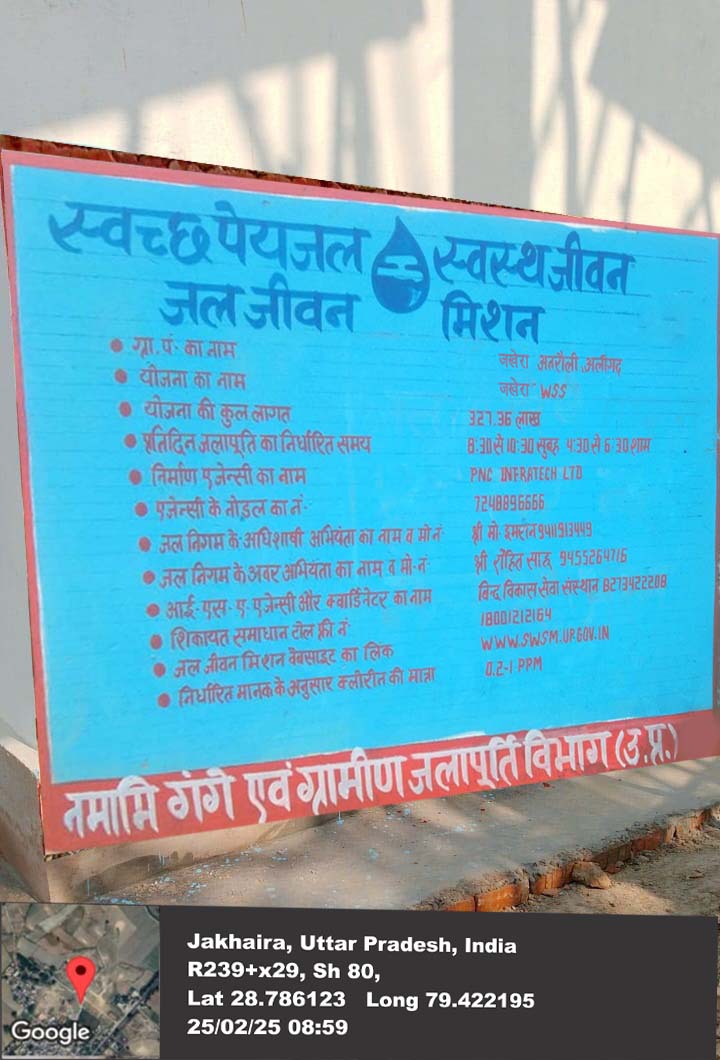 स्वच्छ पेयजल स्वस्थ जीवन
जल जीवन मिशन
• ग्रा.पं. का नाम जखेरा अतरौली अलीगढ़
• योजना का नाम जखेरा WSS
• योजना की कुल लागत 327.36 लाख
• प्रतिदिन जलापूर्ति का निर्धारित समय 8:30 से 10:30 सुबह 4:30 से 6:30 शाम
• निर्माण एजेन्सी का नाम PNC INFRATECH LTD
• एजेन्सी के नोडल का नं. 7248896666
• जल निगम के अधिशाषी अभियंता का नाम व मो.नं. श्री मो. इमरान 9411913449
• जल निगम के अवर अभियंता का नाम व मो.नं. श्री रोहित साहू 9455264716
• आई.एस.ए एजेन्सी और क्वार्डिनेटर का नाम विन्द विकास सेवा संस्थान 8273422208
• शिकायत समाधान टोल फ्री नं. 18001212164
• जल जीवन मिशन वेबसाइट का लिंक WWW.SWSM.UP.GOV.IN
• निर्धारित मानक के अनुसार क्लोरीन की मात्रा 0.2-1 PPM
नमामि गंगे एवं ग्रामीण जलापूर्ति विभाग (उ.प्र.)
Google
Jakhaira, Uttar Pradesh, India
R239+x29, Sh 80,
Lat 28.786123 Long 79.422195
25/02/25 08:59